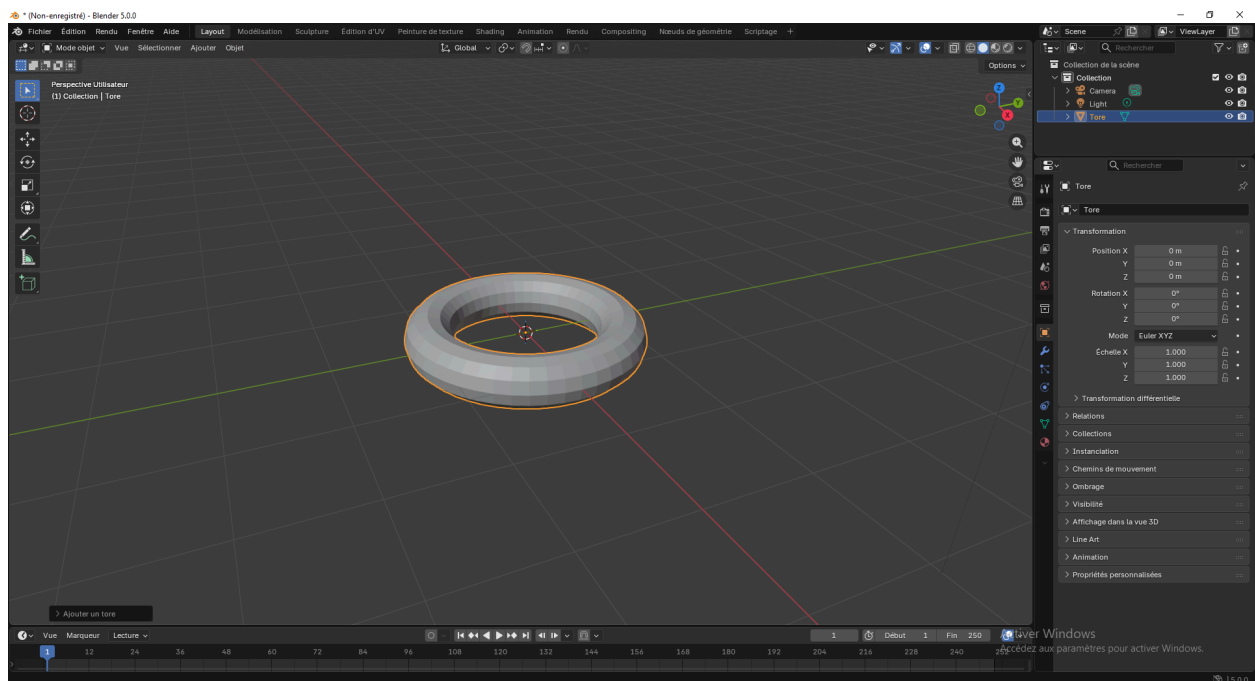 * (Non-enregistré) - Blender 5.0.0
Fichier Édition Rendu Fenêtre Aide Layout Modélisation Sculpture Édition d'UV Peinture de texture Shading Animation Rendu Compositing Nœuds de géométrie Scriptage + Scene ViewLayer
Mode objet Vue Sélectionner Ajouter Objet Global Rechercher
Options
Perspective Utilisateur
(1) Collection | Tore
Z
Y
X
Collection de la scène
Collection
Camera
Light
Tore
Rechercher
Tore
Tore
Transformation
Position X 0 m
Y 0 m
Z 0 m
Rotation X 0°
Y 0°
Z 0°
Mode Euler XYZ
Échelle X 1.000
Y 1.000
Z 1.000
Transformation différentielle
Relations
Collections
Instanciation
Chemins de mouvement
Ombrage
Visibilité
Affichage dans la vue 3D
Line Art
Animation
Propriétés personnalisées
Ajouter un tore
Vue Marqueur Lecture 1 Début 1 Fin 250
1 12 24 36 48 60 72 84 96 108 120 132 144 156 168 180 192 204 216 228 240 252
Activer Windows
Accédez aux paramètres pour activer Windows.
5.0.0